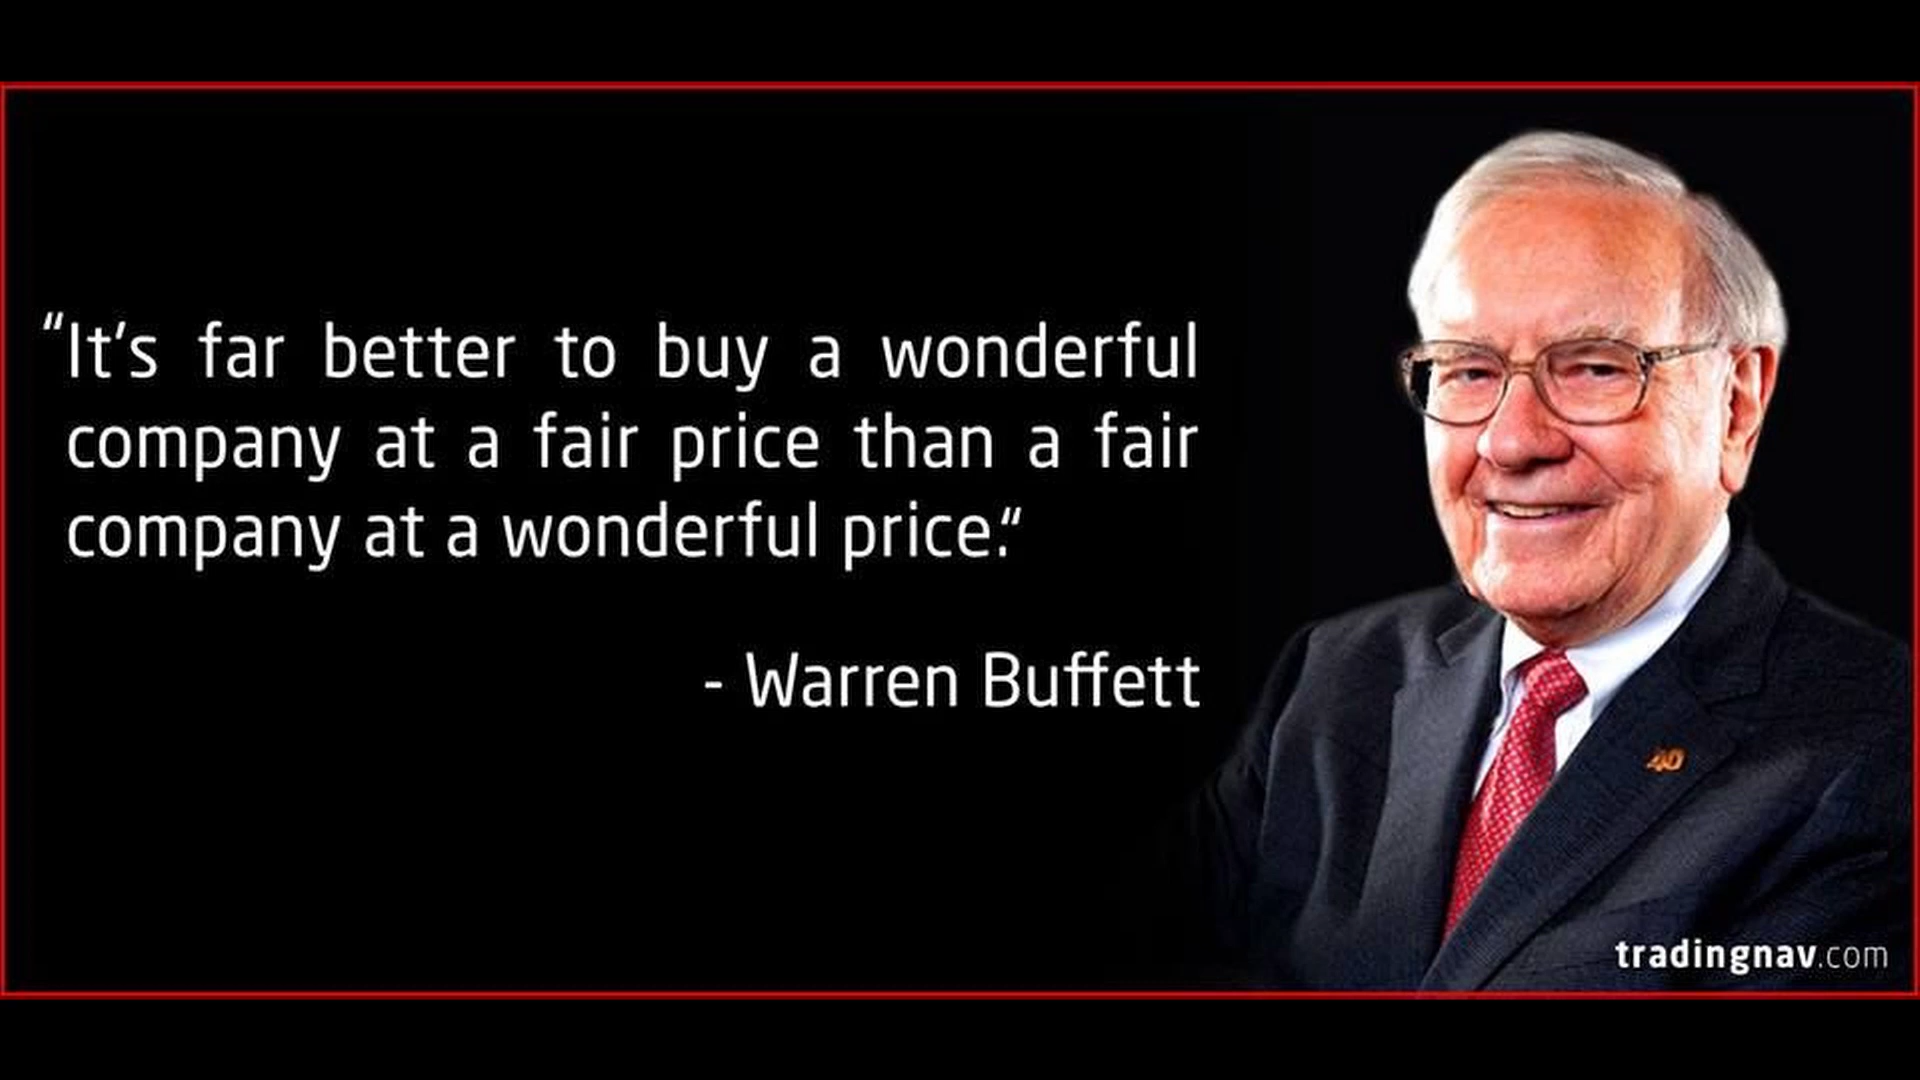 “It’s far better to buy a wonderful
company at a fair price than a fair
company at a wonderful price.“
- Warren Buffett
40
tradingnav.com